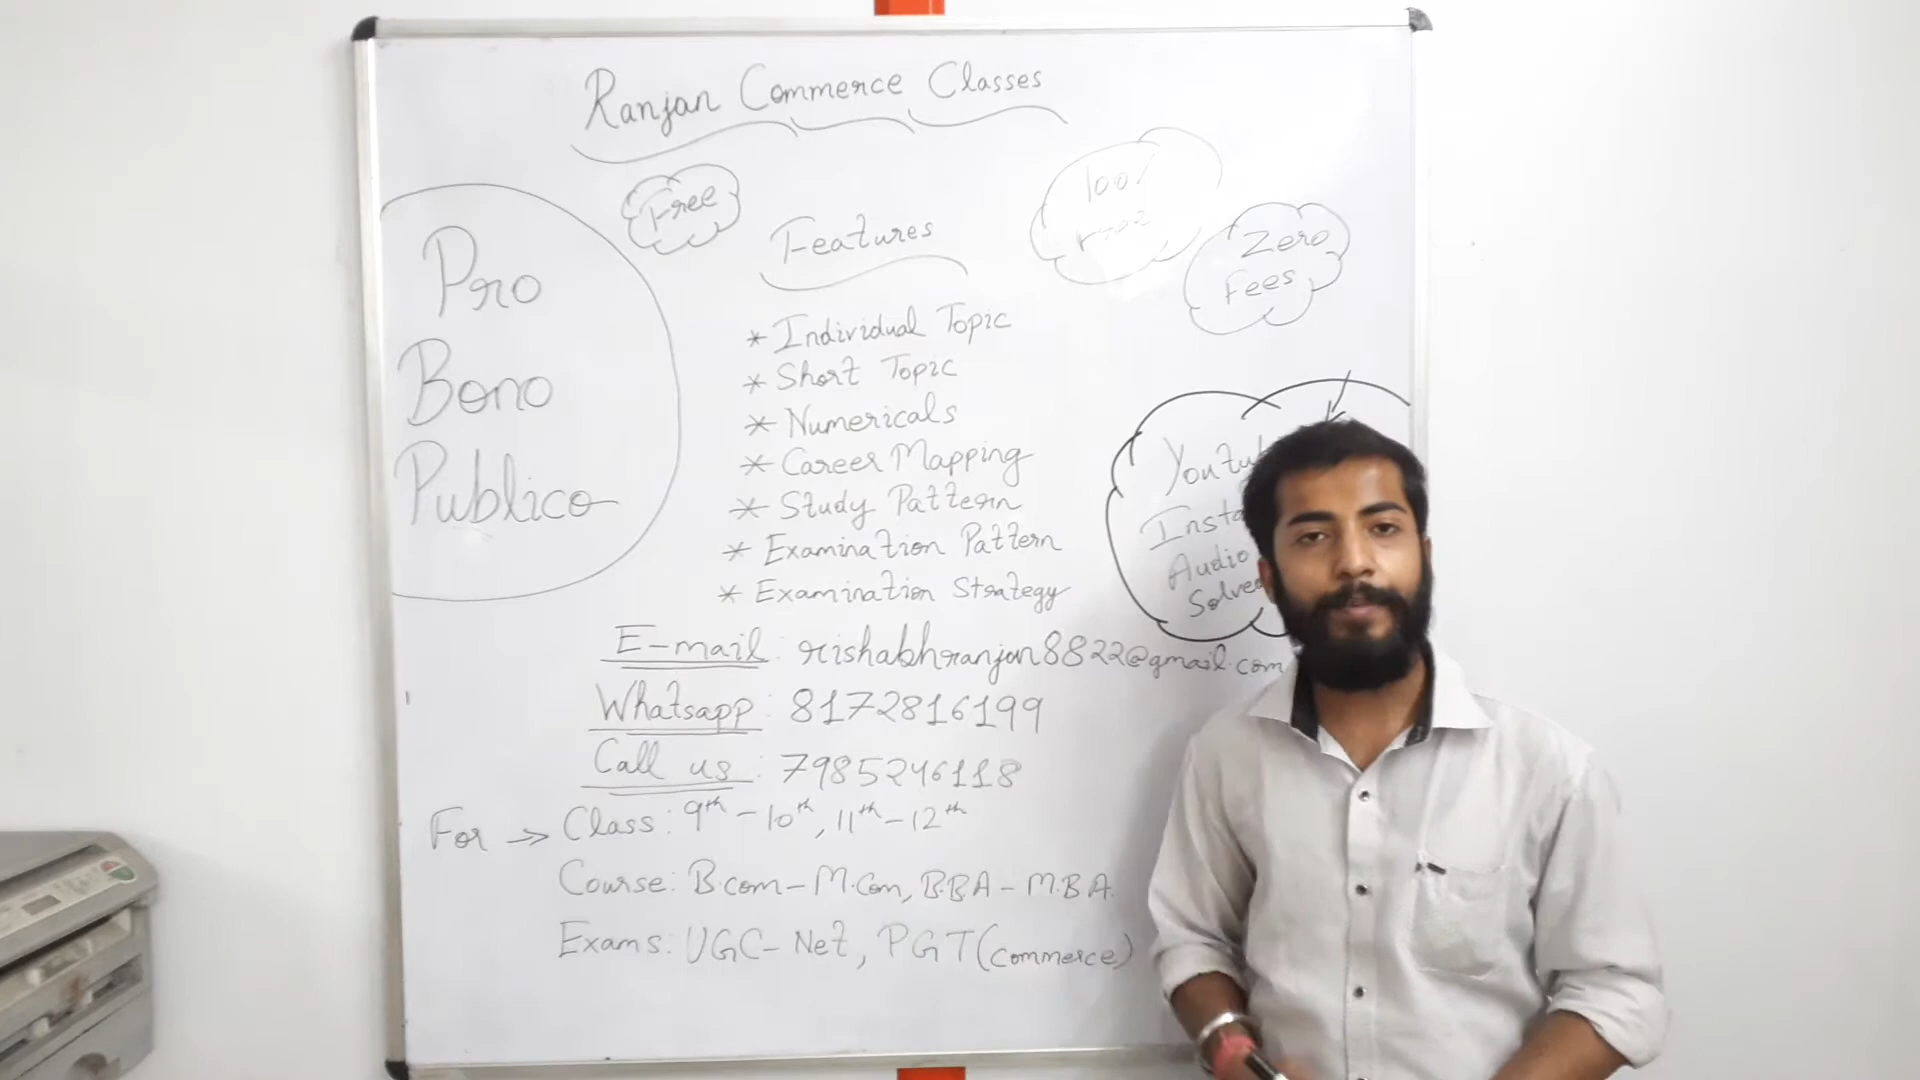 Ranjan Commerce Classes
Free
100%
Zero
Fees
Pro
Bono
Publico
Features
* Individual Topic
* Short Topic
* Numericals
* Career Mapping
* Study Pattern
* Examination Pattern
* Examination Strategy
Insta
Audio
E-mail : rishabhranjan8822@gmail.com
Whatsapp : 8172816199
Call us : 7985246118
For → Class : 9th - 10th, 11th - 12th
Course : B.com - M.Com, B.B.A - M.B.A.
Exams : UGC - Net, PGT (commerce)